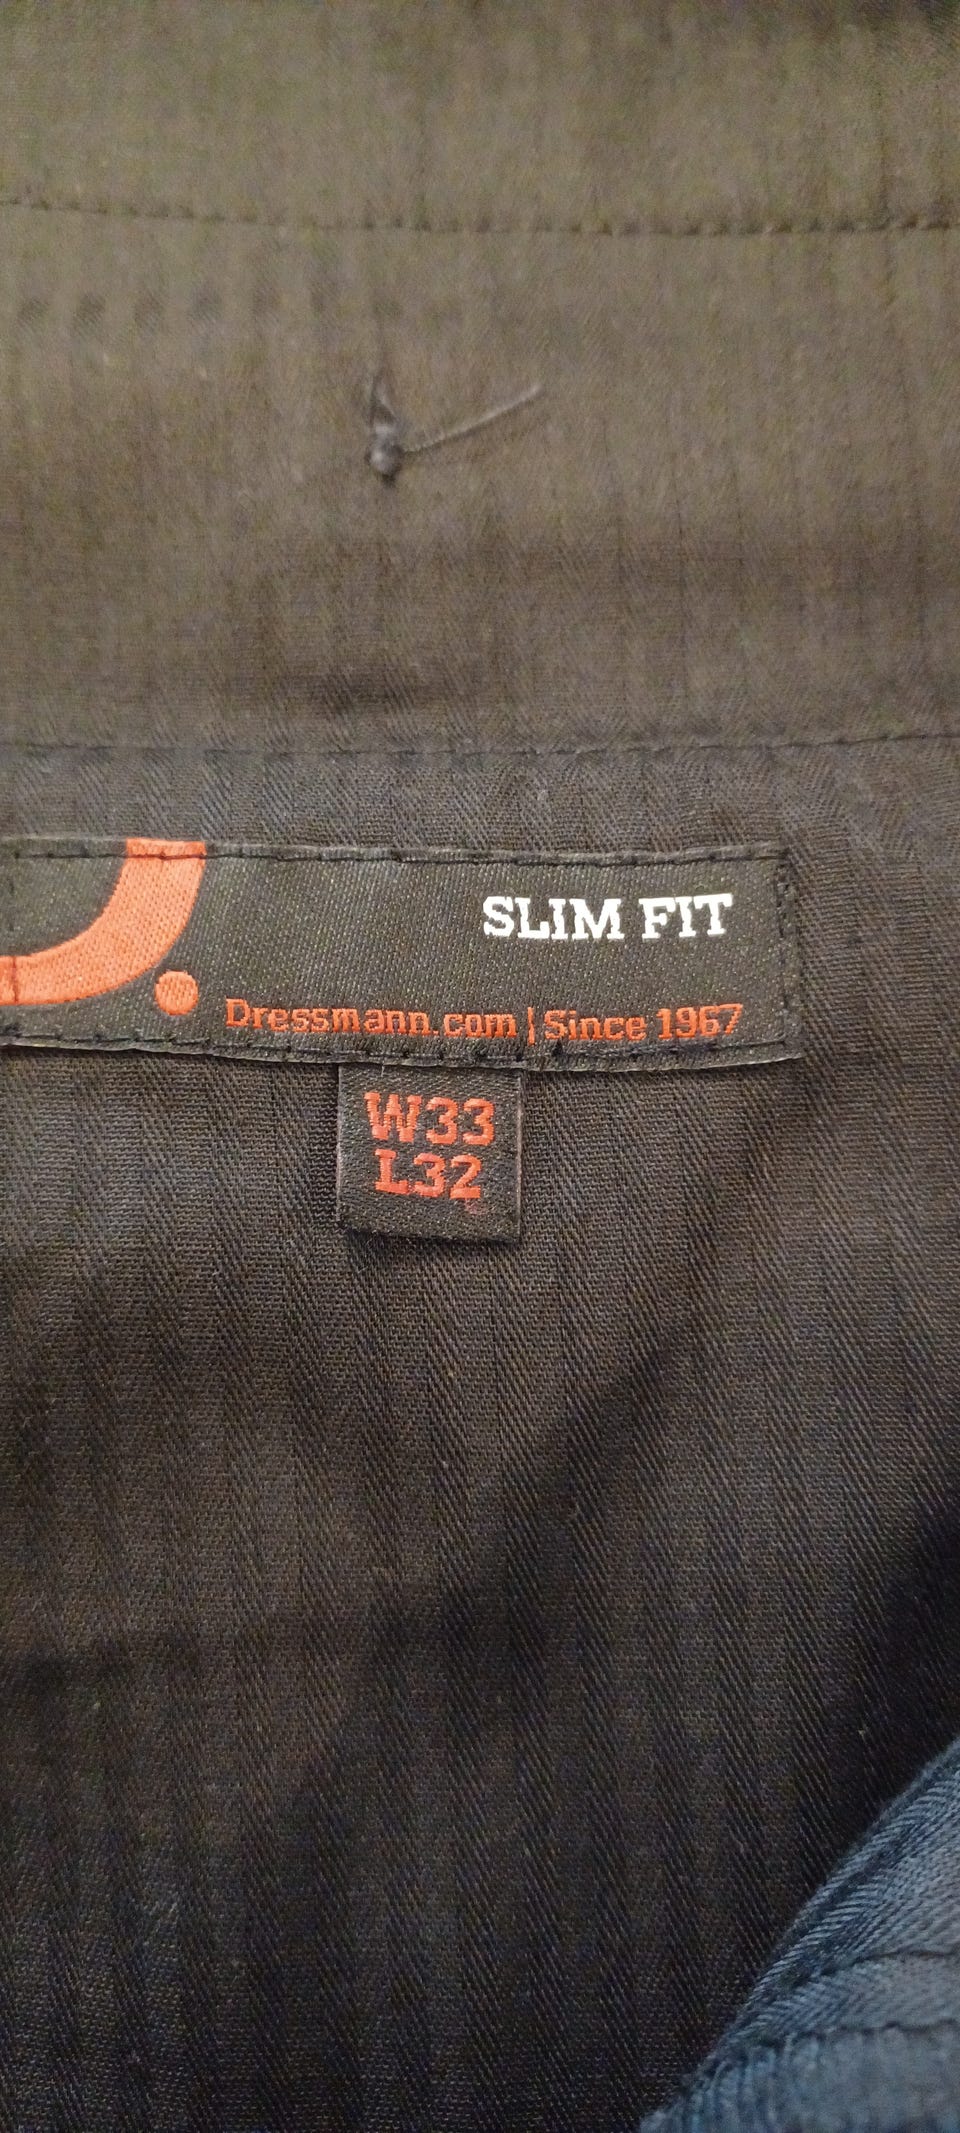 SLIM FIT
Dressmann.com | Since 1967
W33
L32